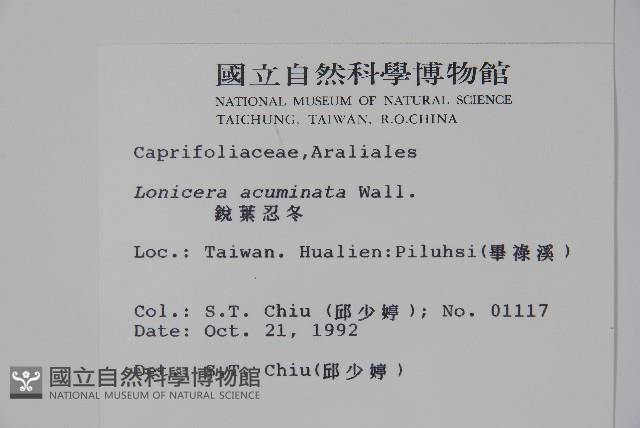 國立自然科學博物館
NATIONAL MUSEUM OF NATURAL SCIENCE
TAICHUNG, TAIWAN, R.O.CHINA
Caprifoliaceae,Araliales
Lonicera acuminata Wall.
銳葉忍冬
Loc.: Taiwan. Hualien:Piluhsi(畢祿溪)
Col.: S.T. Chiu (邱少婷); No. 01117
Date: Oct. 21, 1992
Det.: S.T. Chiu(邱少婷)
國立自然科學博物館
NATIONAL MUSEUM OF NATURAL SCIENCE